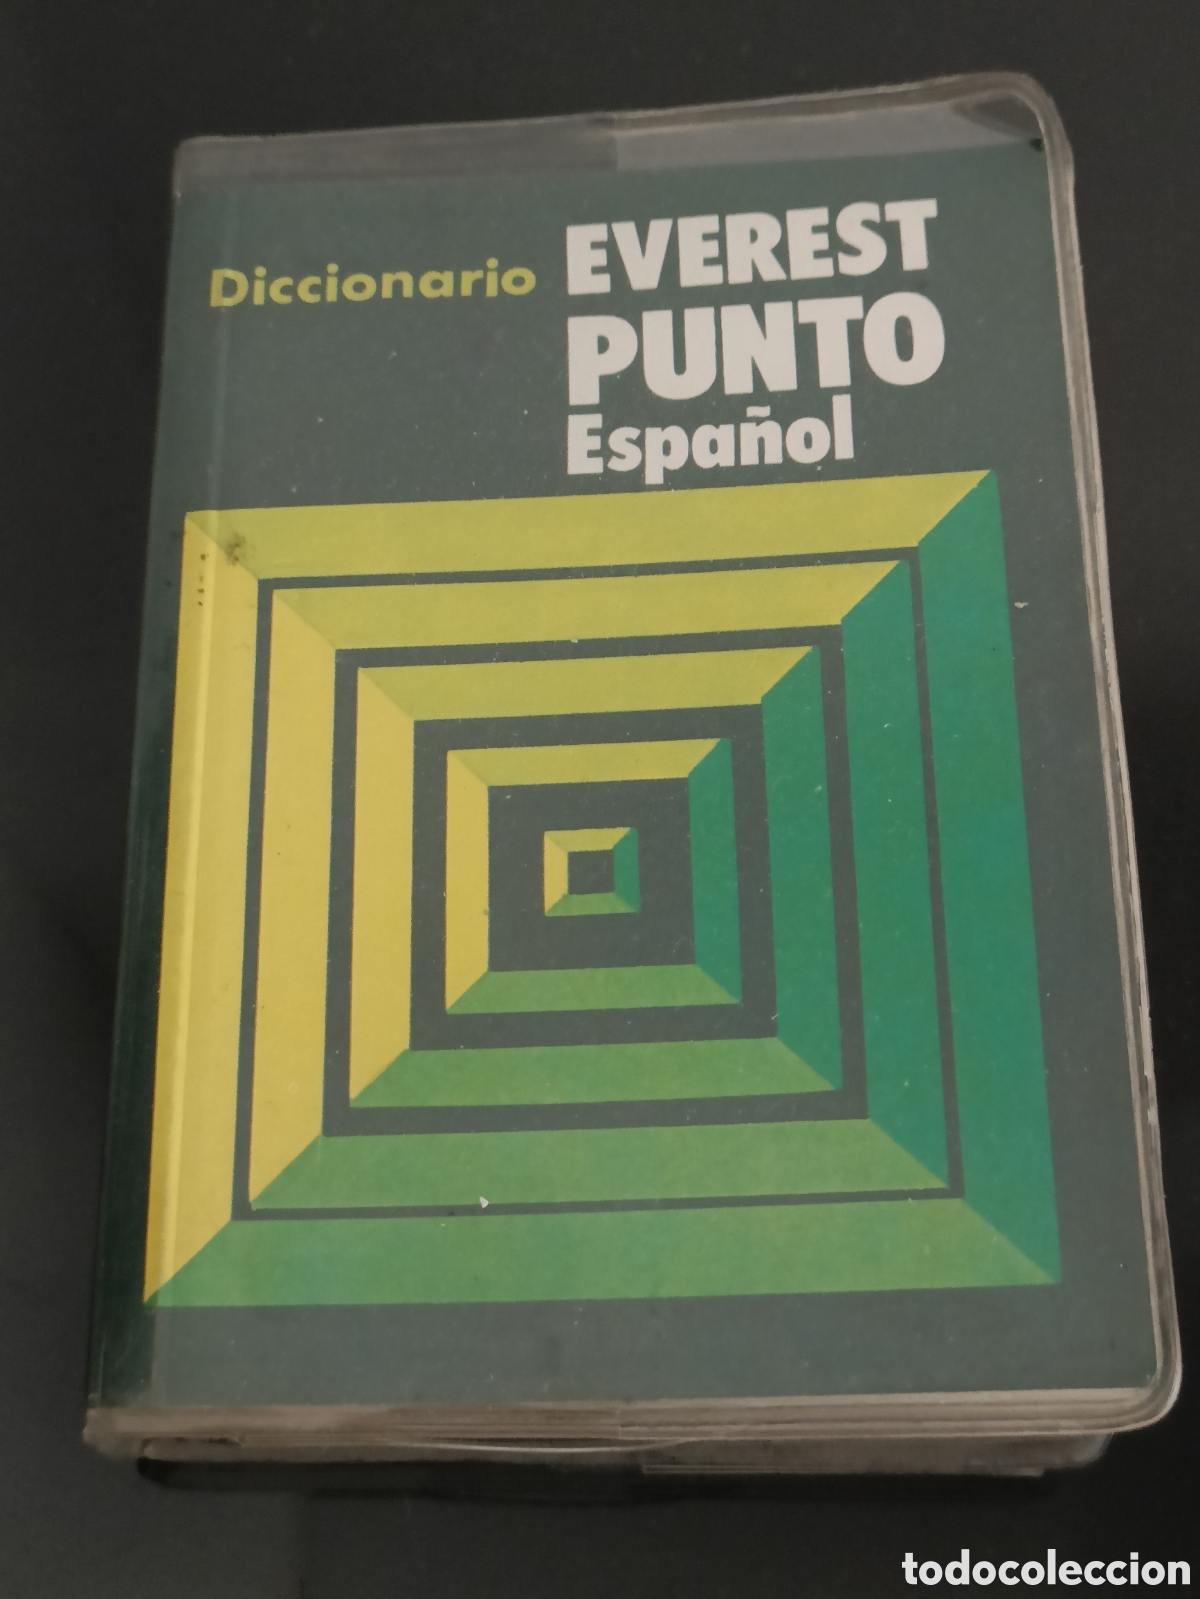 Diccionario EVEREST
PUNTO
Español
todocoleccion